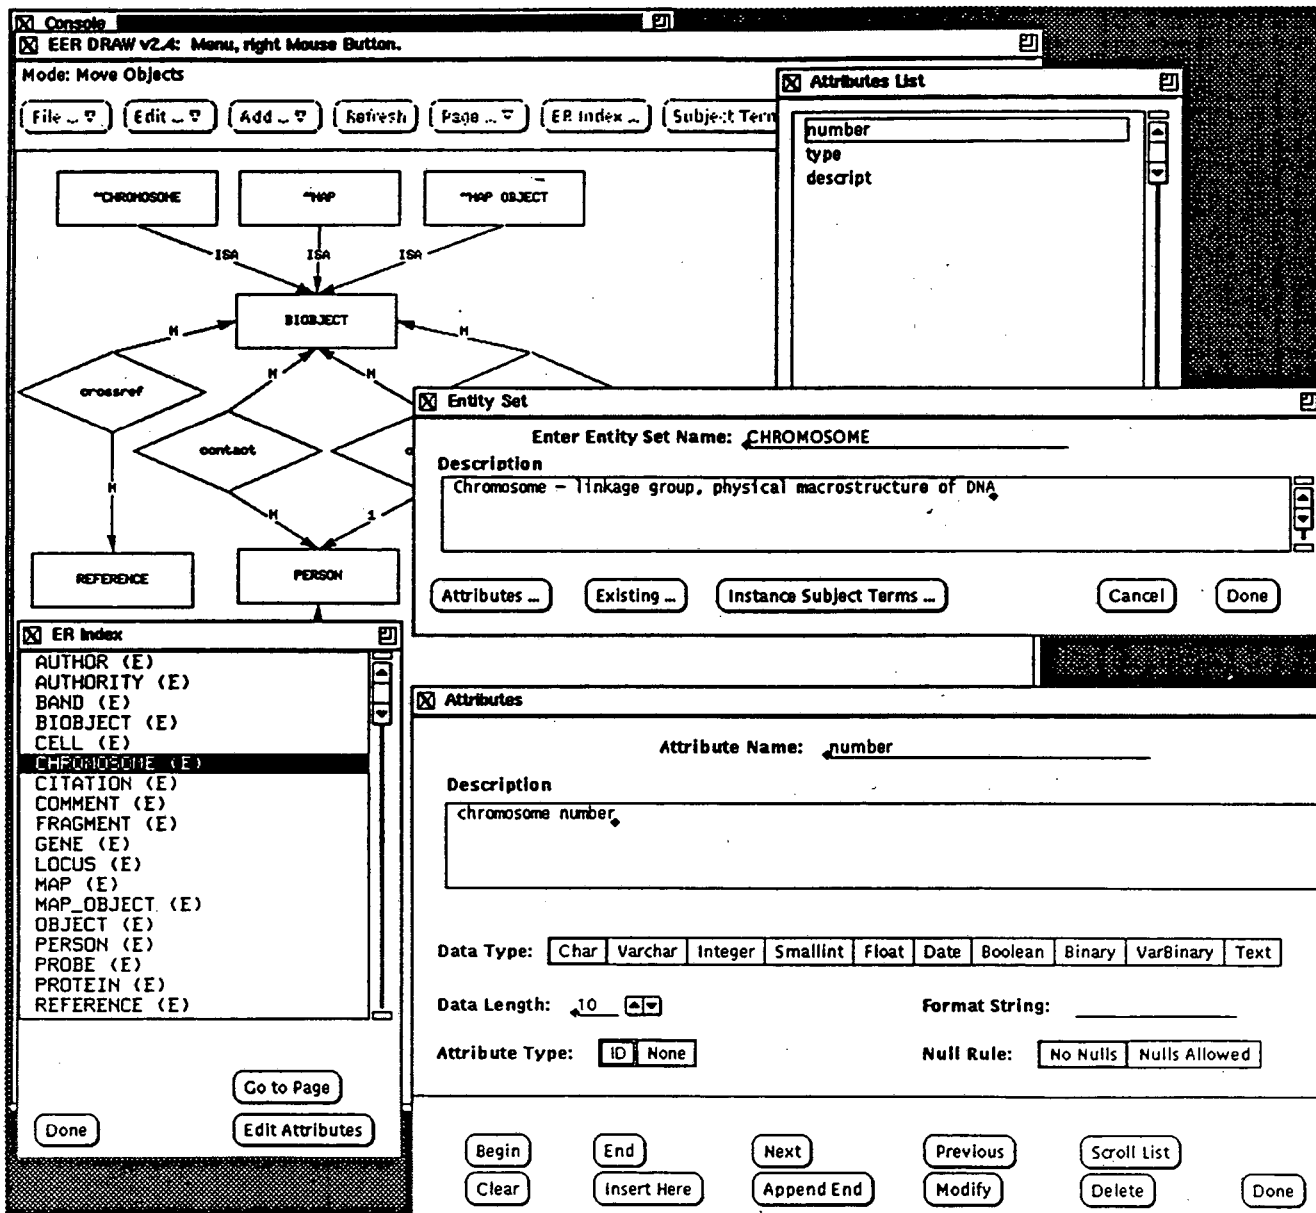 Console
EER DRAW v2.4: Menu, right Mouse Button.
Mode: Move Objects
File ... Edit ... Add ... Refresh Page ... ER Index ... Subject Term
~CHROMOSOME ~MAP ~MAP OBJECT
ISA ISA ISA
BIOBJECT
M M
crossref
M M
contact
M
M 1
REFERENCE PERSON
Attributes List
number
type
descript
Entity Set
Enter Entity Set Name: CHROMOSOME
Description
Chromosome – linkage group, physical macrostructure of DNA
Attributes ... Existing ... Instance Subject Terms ... Cancel Done
ER Index
AUTHOR (E)
AUTHORITY (E)
BAND (E)
BIOBJECT (E)
CELL (E)
CHROMOSOME (E)
CITATION (E)
COMMENT (E)
FRAGMENT (E)
GENE (E)
LOCUS (E)
MAP (E)
MAP_OBJECT (E)
OBJECT (E)
PERSON (E)
PROBE (E)
PROTEIN (E)
REFERENCE (E)
Go to Page
Done Edit Attributes
Attributes
Attribute Name: number
Description
chromosome number
Data Type: Char Varchar Integer Smallint Float Date Boolean Binary VarBinary Text
Data Length: 10 Format String:
Attribute Type: ID None Null Rule: No Nulls Nulls Allowed
Begin End Next Previous Scroll List
Clear Insert Here Append End Modify Delete Done